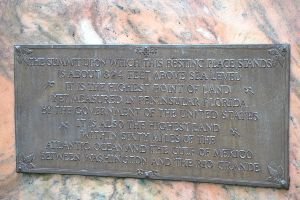 THE SUMMIT UPON WHICH THIS RESTING PLACE STANDS
IS ABOUT 324 FEET ABOVE SEA LEVEL
IT IS THE HIGHEST POINT OF LAND
YET MEASURED IN PENINSULAR FLORIDA
BY THE GOVERNMENT OF THE UNITED STATES
IT IS ALSO THE HIGHEST LAND
WITHIN SIXTY MILES OF THE
ATLANTIC OCEAN AND THE GULF OF MEXICO
BETWEEN WASHINGTON AND THE RIO GRANDE